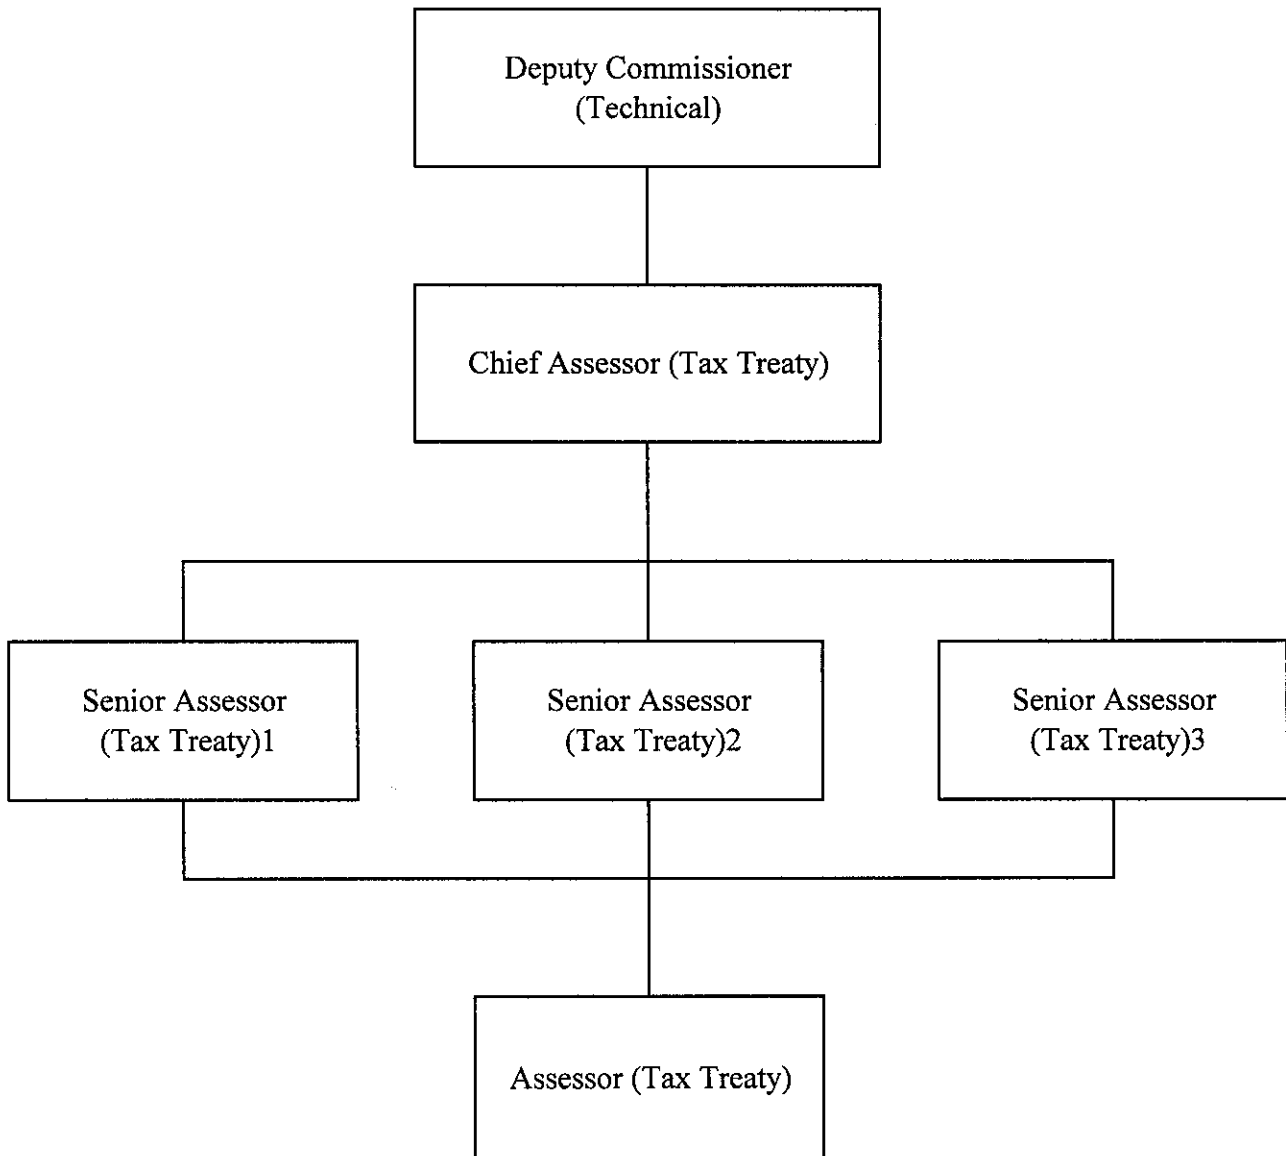 Deputy Commissioner
(Technical)
Chief Assessor (Tax Treaty)
Senior Assessor
(Tax Treaty)1
Senior Assessor
(Tax Treaty)2
Senior Assessor
(Tax Treaty)3
Assessor (Tax Treaty)